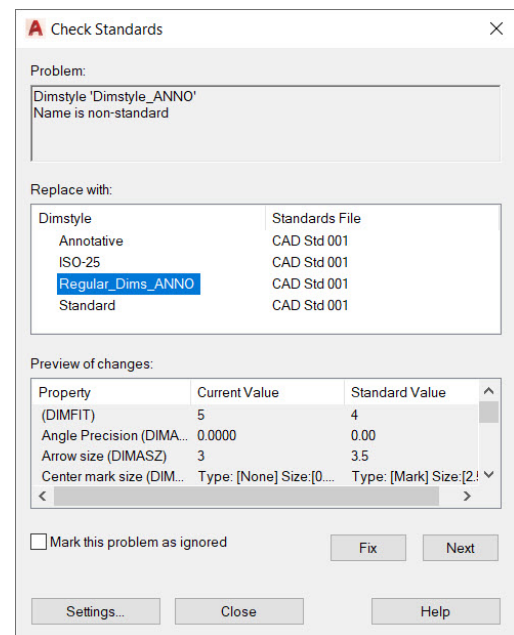 Check Standards
Problem:
Dimstyle 'Dimstyle_ANNO'
Name is non-standard
Replace with:
Dimstyle Standards File
Annotative CAD Std 001
ISO-25 CAD Std 001
Regular_Dims_ANNO CAD Std 001
Standard CAD Std 001
Preview of changes:
Property Current Value Standard Value
(DIMFIT) 5 4
Angle Precision (DIMA... 0.0000 0.00
Arrow size (DIMASZ) 3 3.5
Center mark size (DIM... Type: [None] Size:[0.... Type: [Mark] Size:[2.
Mark this problem as ignored
Fix Next
Settings... Close Help